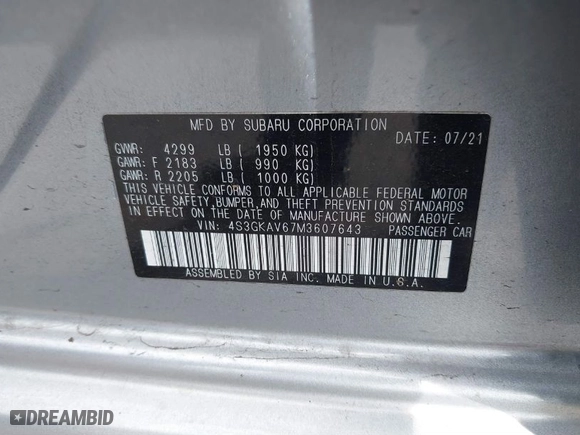 MFD BY SUBARU CORPORATION
DATE: 07/21
GVWR: 4299 LB ( 1950 KG)
GAWR: F 2183 LB ( 990 KG)
GAWR: R 2205 LB ( 1000 KG)
THIS VEHICLE CONFORMS TO ALL APPLICABLE FEDERAL MOTOR
VEHICLE SAFETY, BUMPER, AND THEFT PREVENTION STANDARDS
IN EFFECT ON THE DATE OF MANUFACTURE SHOWN ABOVE.
VIN: 4S3GKAV67M3607643 PASSENGER CAR
ASSEMBLED BY SIA INC. MADE IN U.S.A.
DREAMBID